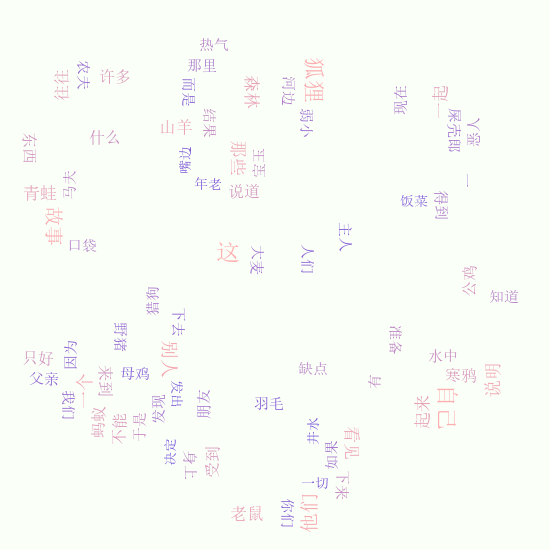 热气
那里
狐狸
往往
农夫
许多
而是
森林
河边
现在
一起
山羊
结果
弱小
屎壳郎
人变
什么
东西
嘴边
那些
宝宝
年老
说道
一
青蛙
马夫
饭菜
得到
故事
口袋
这
大麦
人们
主人
公鸡
知道
猎狗
下去
野猪
准备
只好
因为
别人
水中
父亲
一个
来到
母鸡
缺点
有
寒鸦
说明
我们
发出
朋友
羽毛
起来
自己
蚂蚁
不能
于是
发现
井水
看见
决定
身上
受到
如果
一切
下来
老鼠
你们
他们